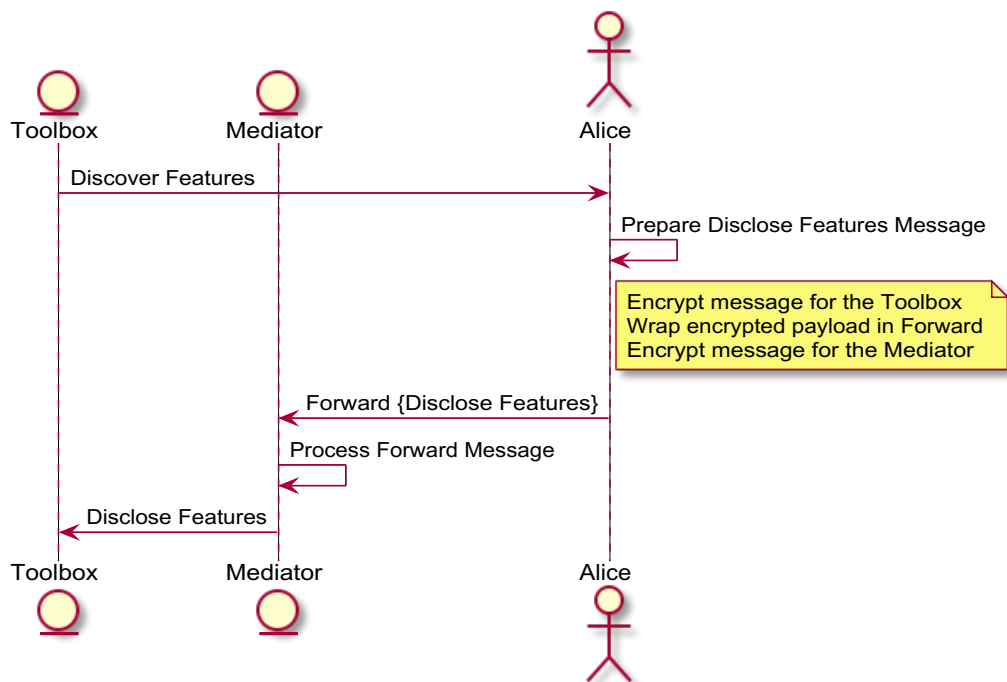 Toolbox
Mediator
Alice
Discover Features
Prepare Disclose Features Message
Encrypt message for the Toolbox
Wrap encrypted payload in Forward
Encrypt message for the Mediator
Forward {Disclose Features}
Process Forward Message
Disclose Features
Toolbox
Mediator
Alice